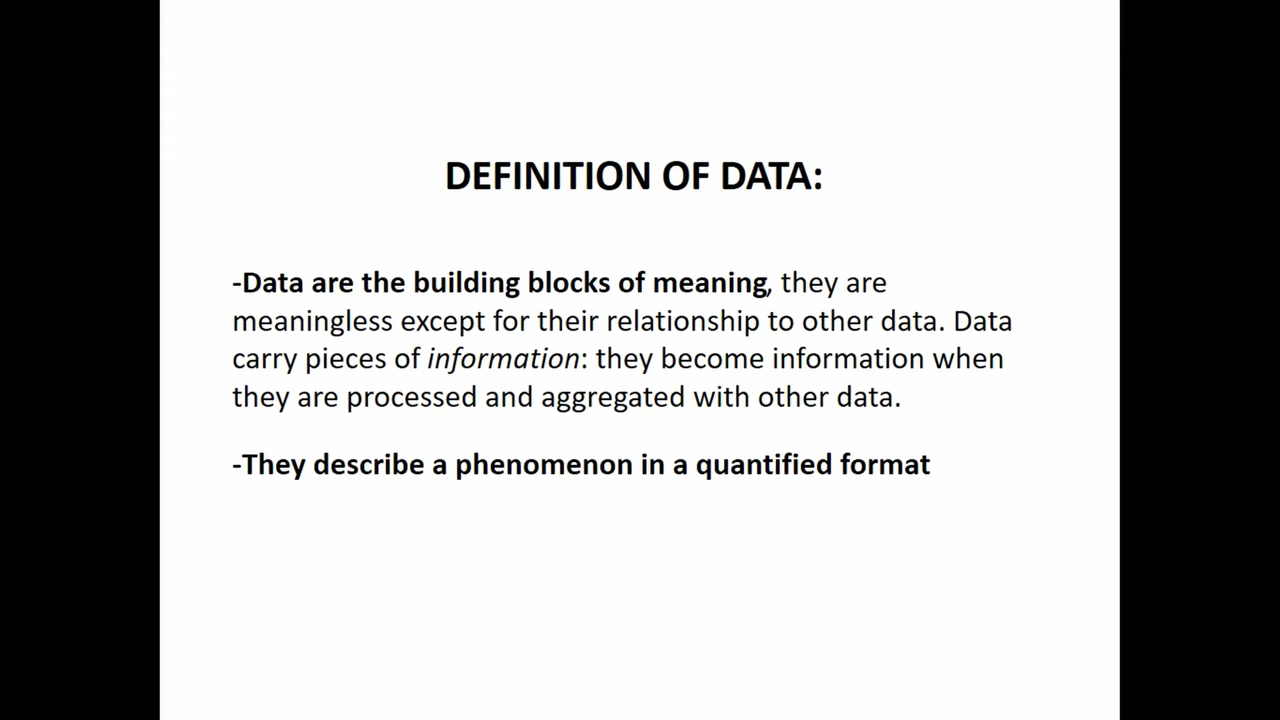 DEFINITION OF DATA:
-Data are the building blocks of meaning, they are
meaningless except for their relationship to other data. Data
carry pieces of information: they become information when
they are processed and aggregated with other data.
-They describe a phenomenon in a quantified format